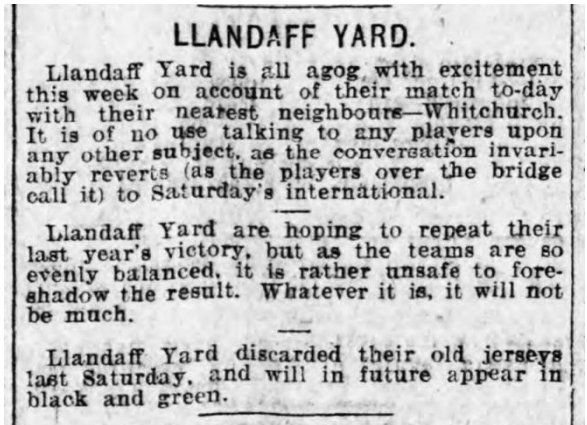 LLANDAFF YARD.
Llandaff Yard is all agog with excitement
this week on account of their match to-day
with their nearest neighbours—Whitchurch.
It is of no use talking to any players upon
any other subject, as the conversation invari-
ably reverts (as the players over the bridge
call it) to Saturday's international.
Llandaff Yard are hoping to repeat their
last year's victory, but as the teams are so
evenly balanced, it is rather unsafe to fore-
shadow the result. Whatever it is, it will not
be much.
Llandaff Yard discarded their old jerseys
last Saturday, and will in future appear in
black and green.